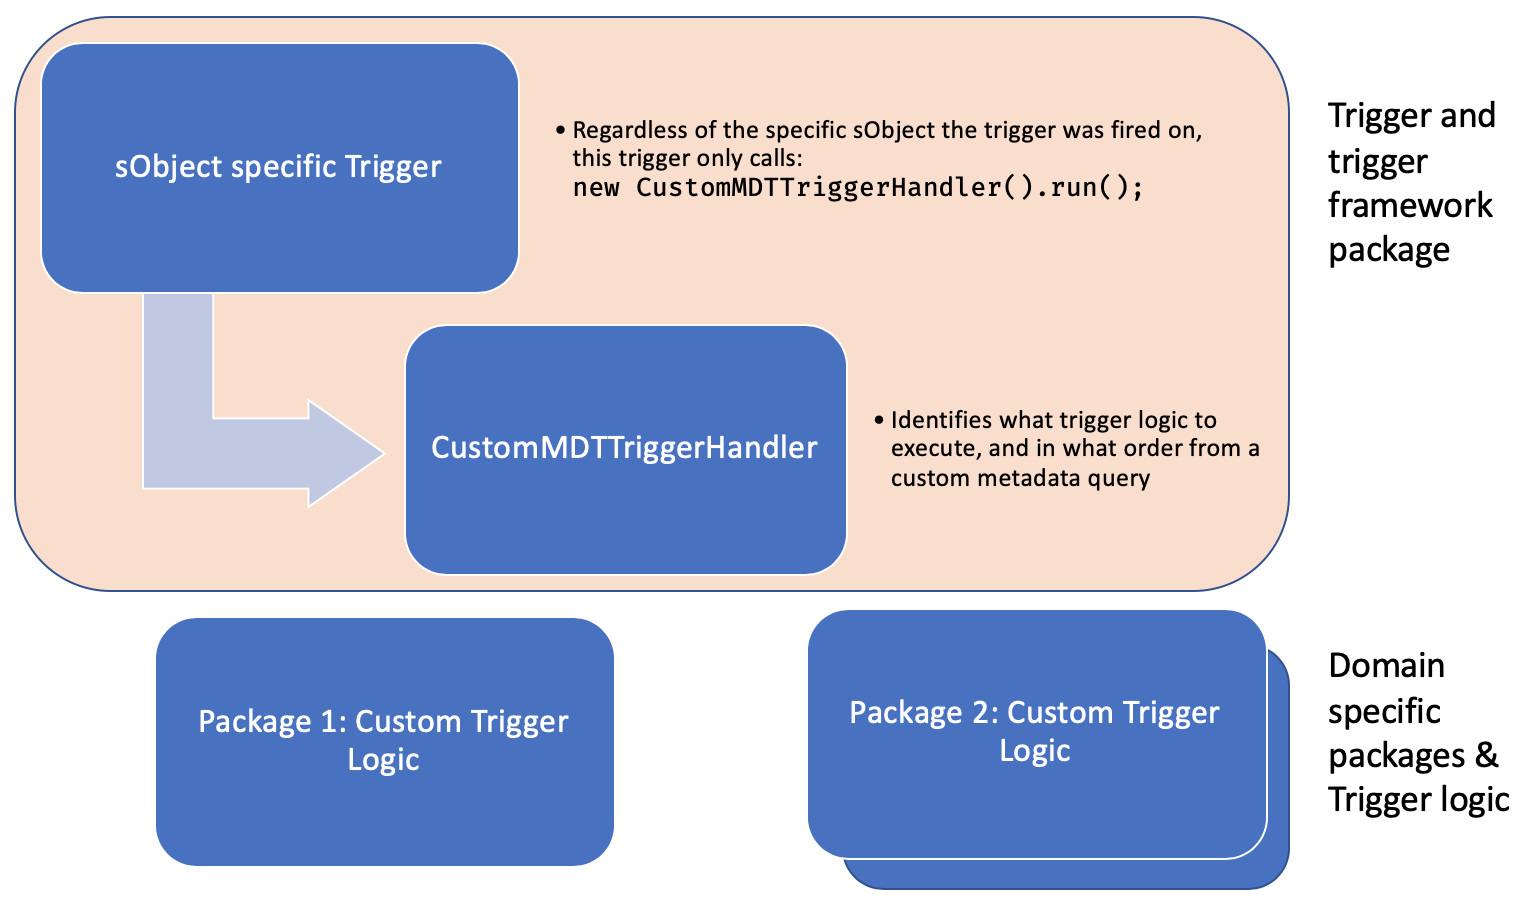 sObject specific Trigger
• Regardless of the specific sObject the trigger was fired on,
this trigger only calls:
new CustomMDTTriggerHandler().run();
Trigger and
trigger
framework
package
CustomMDTTriggerHandler
• Identifies what trigger logic to
execute, and in what order from a
custom metadata query
Package 1: Custom Trigger
Logic
Package 2: Custom Trigger
Logic
Domain
specific
packages &
Trigger logic